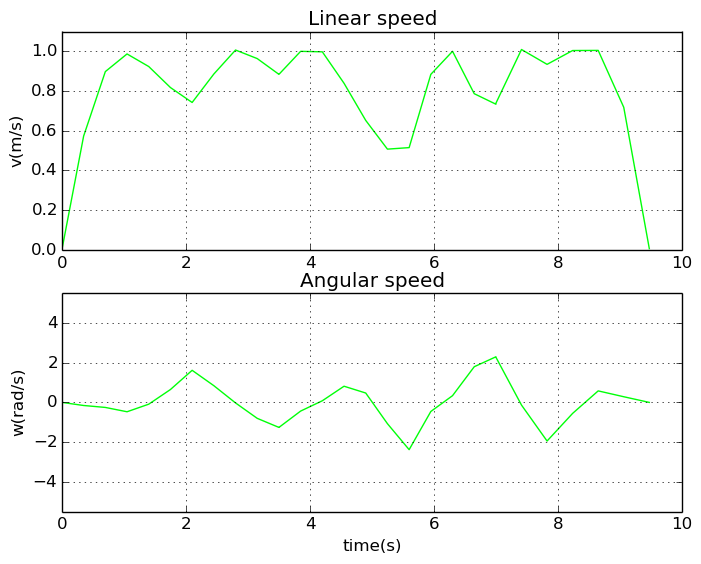 Linear speed
v(m/s)
1.0
0.8
0.6
0.4
0.2
0.0
0 2 4 6 8 10
Angular speed
w(rad/s)
4
2
0
−2
−4
0 2 4 6 8 10
time(s)